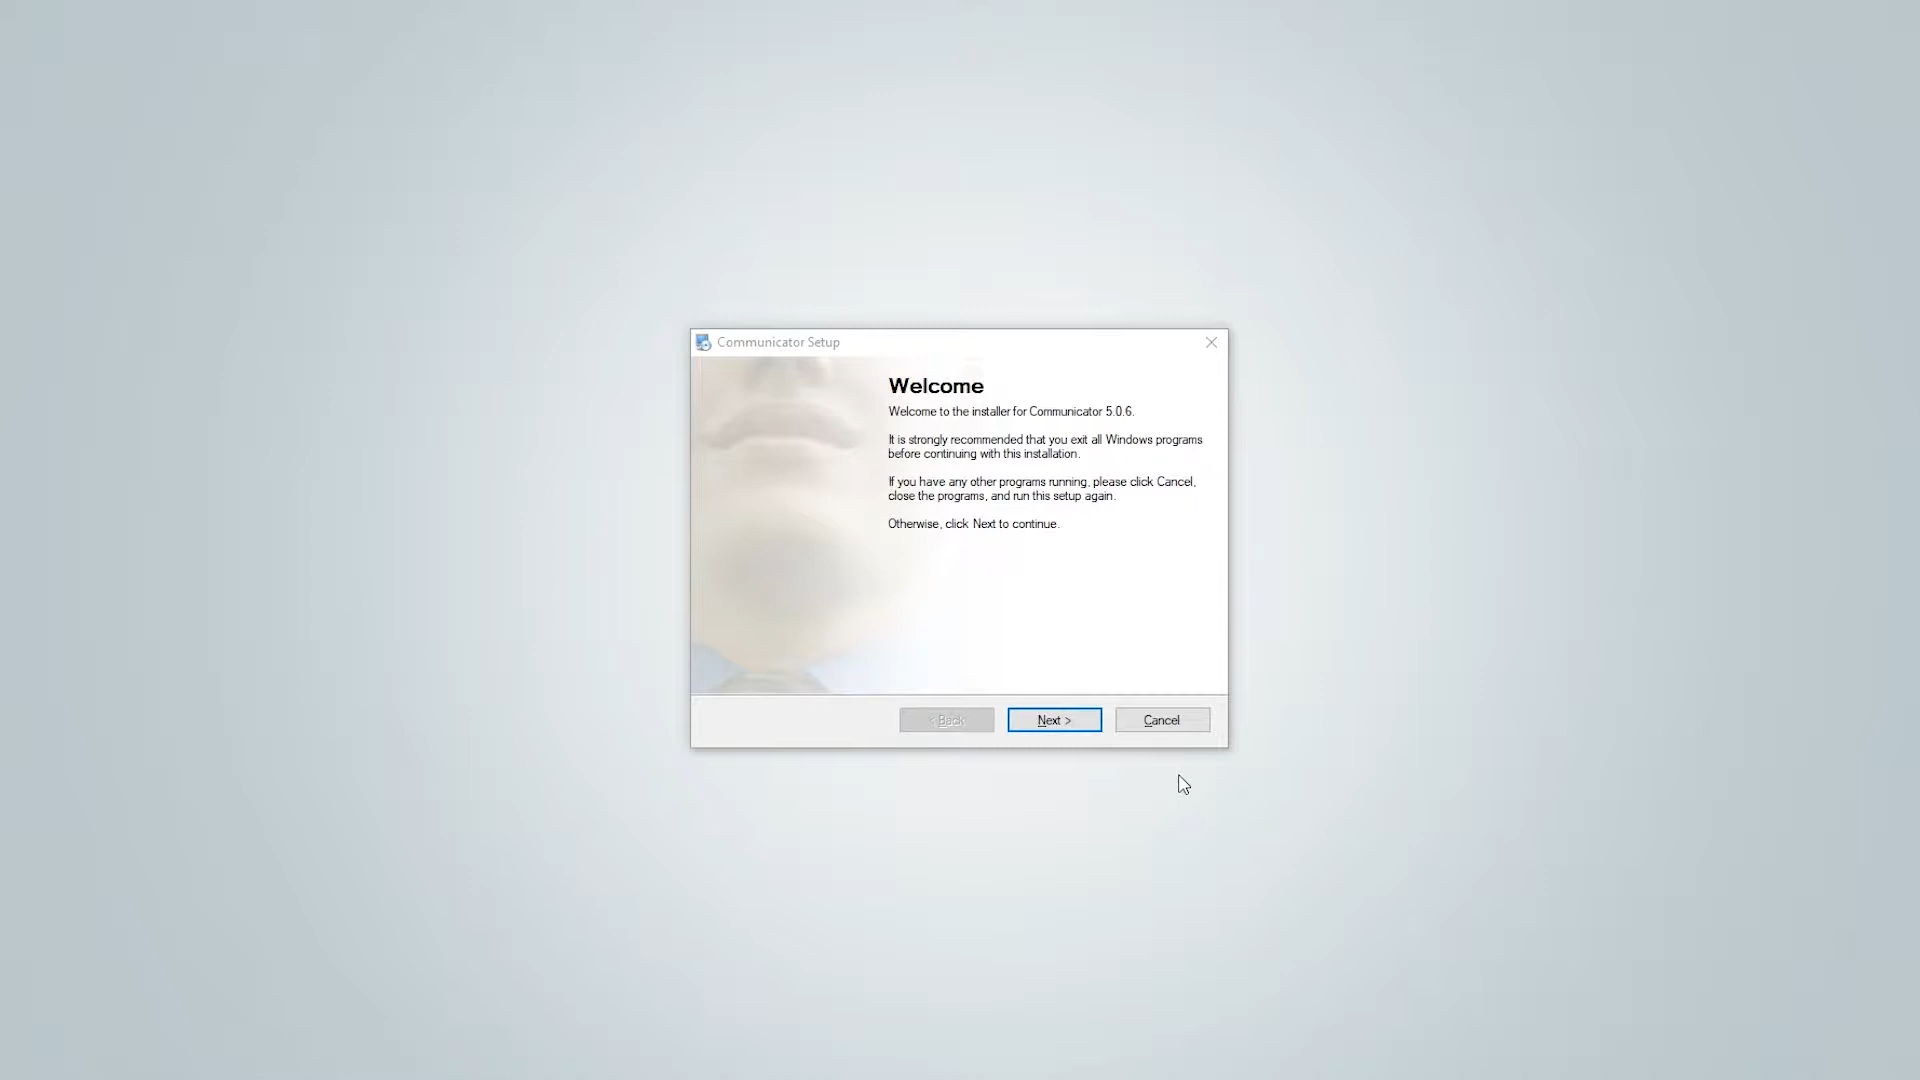 Communicator Setup
Welcome
Welcome to the installer for Communicator 5.0.6.
It is strongly recommended that you exit all Windows programs
before continuing with this installation.
If you have any other programs running, please click Cancel,
close the programs, and run this setup again.
Otherwise, click Next to continue.
< Back
Next >
Cancel